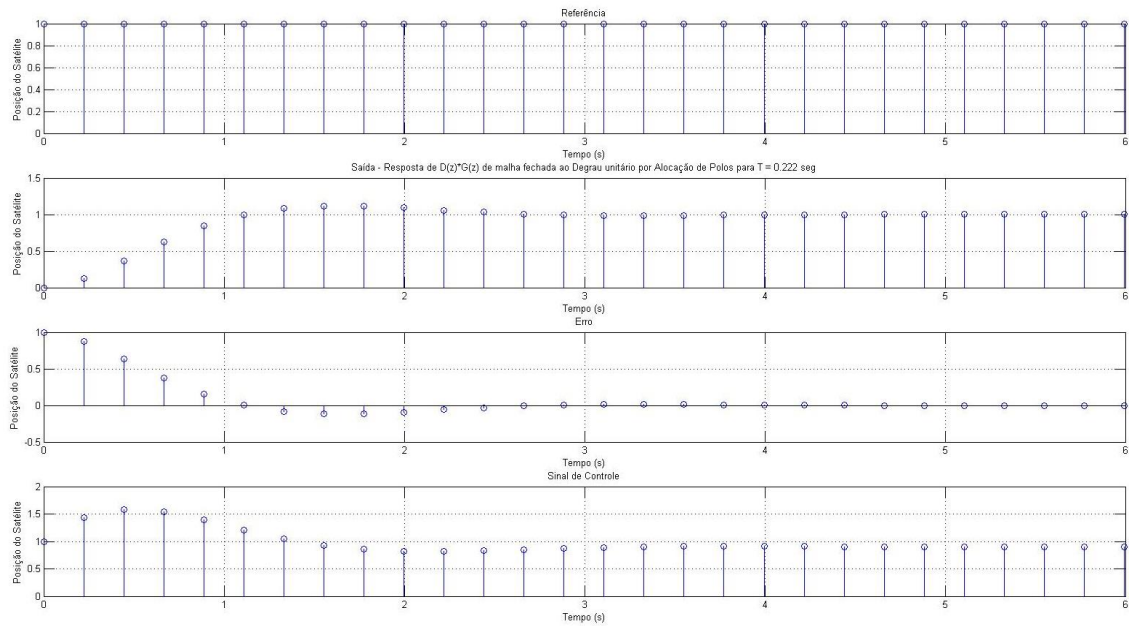 Referência
Posição do Satélite
1
0.8
0.6
0.4
0.2
0
0 1 2 3 4 5 6
Tempo (s)
Saída - Resposta de D(z)*G(z) de malha fechada ao Degrau unitário por Alocação de Polos para T = 0.222 seg
Posição do Satélite
1.5
1
0.5
0
0 1 2 3 4 5 6
Tempo (s)
Erro
Posição do Satélite
1
0.5
0
-0.5
0 1 2 3 4 5 6
Tempo (s)
Sinal de Controle
Posição do Satélite
2
1.5
1
0.5
0
0 1 2 3 4 5 6
Tempo (s)